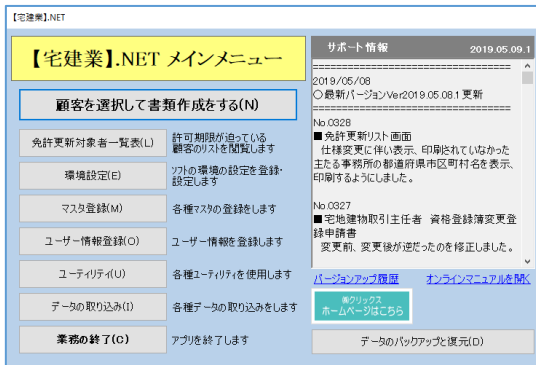 【宅建業】.NET
【宅建業】.NET メインメニュー
顧客を選択して書類作成をする(N)
免許更新対象者一覧表(L)
許可期限が迫っている
顧客のリストを閲覧します
環境設定(E)
ソフトの環境の設定を登録・
設定します
マスタ登録(M)
各種マスタの登録をします
ユーザー情報登録(O)
ユーザー情報を登録します
ユーティリティ(U)
各種ユーティリティを使用します
データの取り込み(I)
各種データの取り込みをします
業務の終了(C)
アプリを終了します
サポート情報
2019.05.09.1
==================================
2019/05/08
○最新バージョンVer2019.05.08.1 更新
==================================
No.0328
■免許更新リスト画面
仕様変更に伴い表示、印刷されていなかった
主たる事務所の都道府県市区町村名を表示、
印刷するようにしました。
No.0327
■宅地建物取引主任者 資格登録簿変更登
録申請書
変更前、変更後が逆だったのを修正しました。
バージョンアップ履歴
オンラインマニュアルを開く
㈱クリックス
ホームページはこちら
データのバックアップと復元(D)